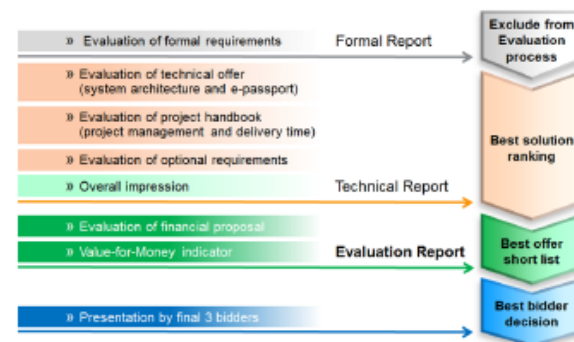 » Evaluation of formal requirements
Formal Report
Exclude from
Evaluation
process
» Evaluation of technical offer
(system architecture and e-passport)
» Evaluation of project handbook
(project management and delivery time)
» Evaluation of optional requirements
Best solution
ranking
» Overall impression
Technical Report
» Evaluation of financial proposal
» Value-for-Money indicator
Evaluation Report
Best offer
short list
» Presentation by final 3 bidders
Best bidder
decision